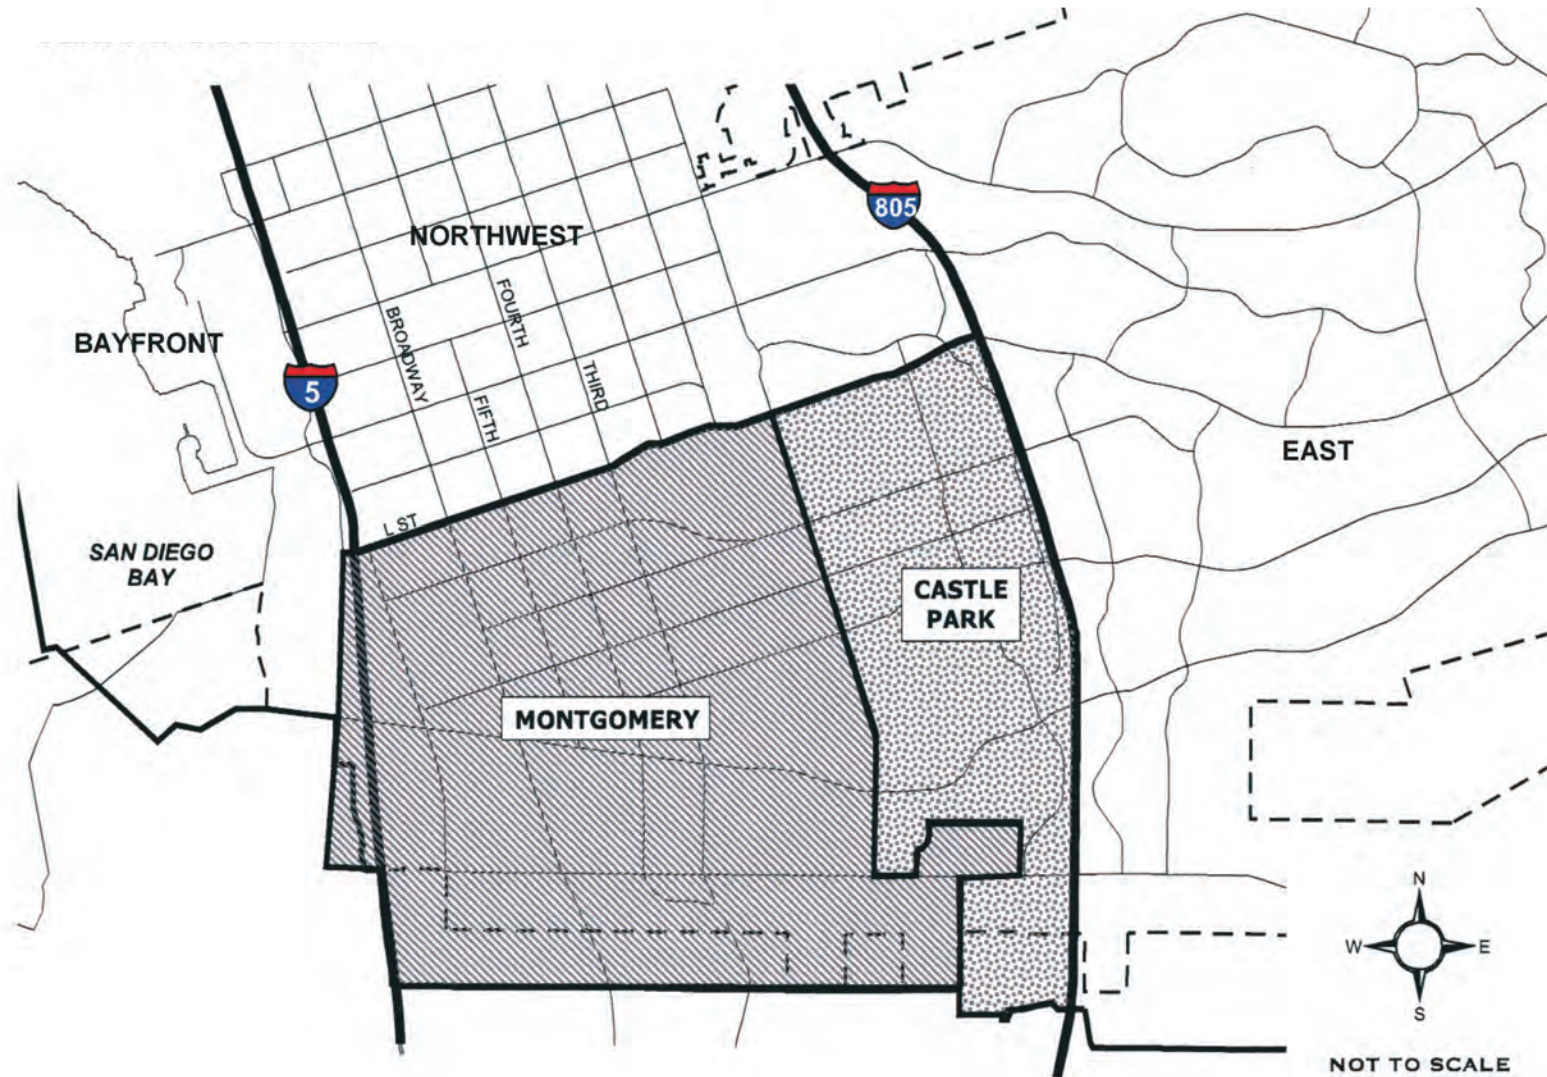 805
NORTHWEST
FOURTH
BROADWAY
BAYFRONT
THIRD
5
FIFTH
EAST
L ST
SAN DIEGO
BAY
CASTLE
PARK
MONTGOMERY
N
W
E
S
NOT TO SCALE